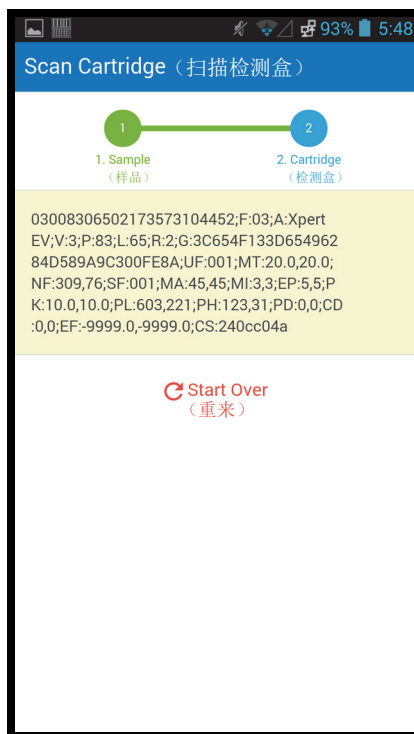 93% 5:48
Scan Cartridge（扫描检测盒）
1 2
1. Sample 2. Cartridge
（样品） （检测盒）
03008306502173573104452;F:03;A:Xpert
EV;V:3;P:83;L:65;R:2;G:3C654F133D654962
84D589A9C300FE8A;UF:001;MT:20.0,20.0;
NF:309,76;SF:001;MA:45,45;MI:3,3;EP:5,5;P
K:10.0,10.0;PL:603,221;PH:123,31;PD:0,0;CD
:0,0;EF:-9999.0,-9999.0;CS:240cc04a
Start Over
（重来）